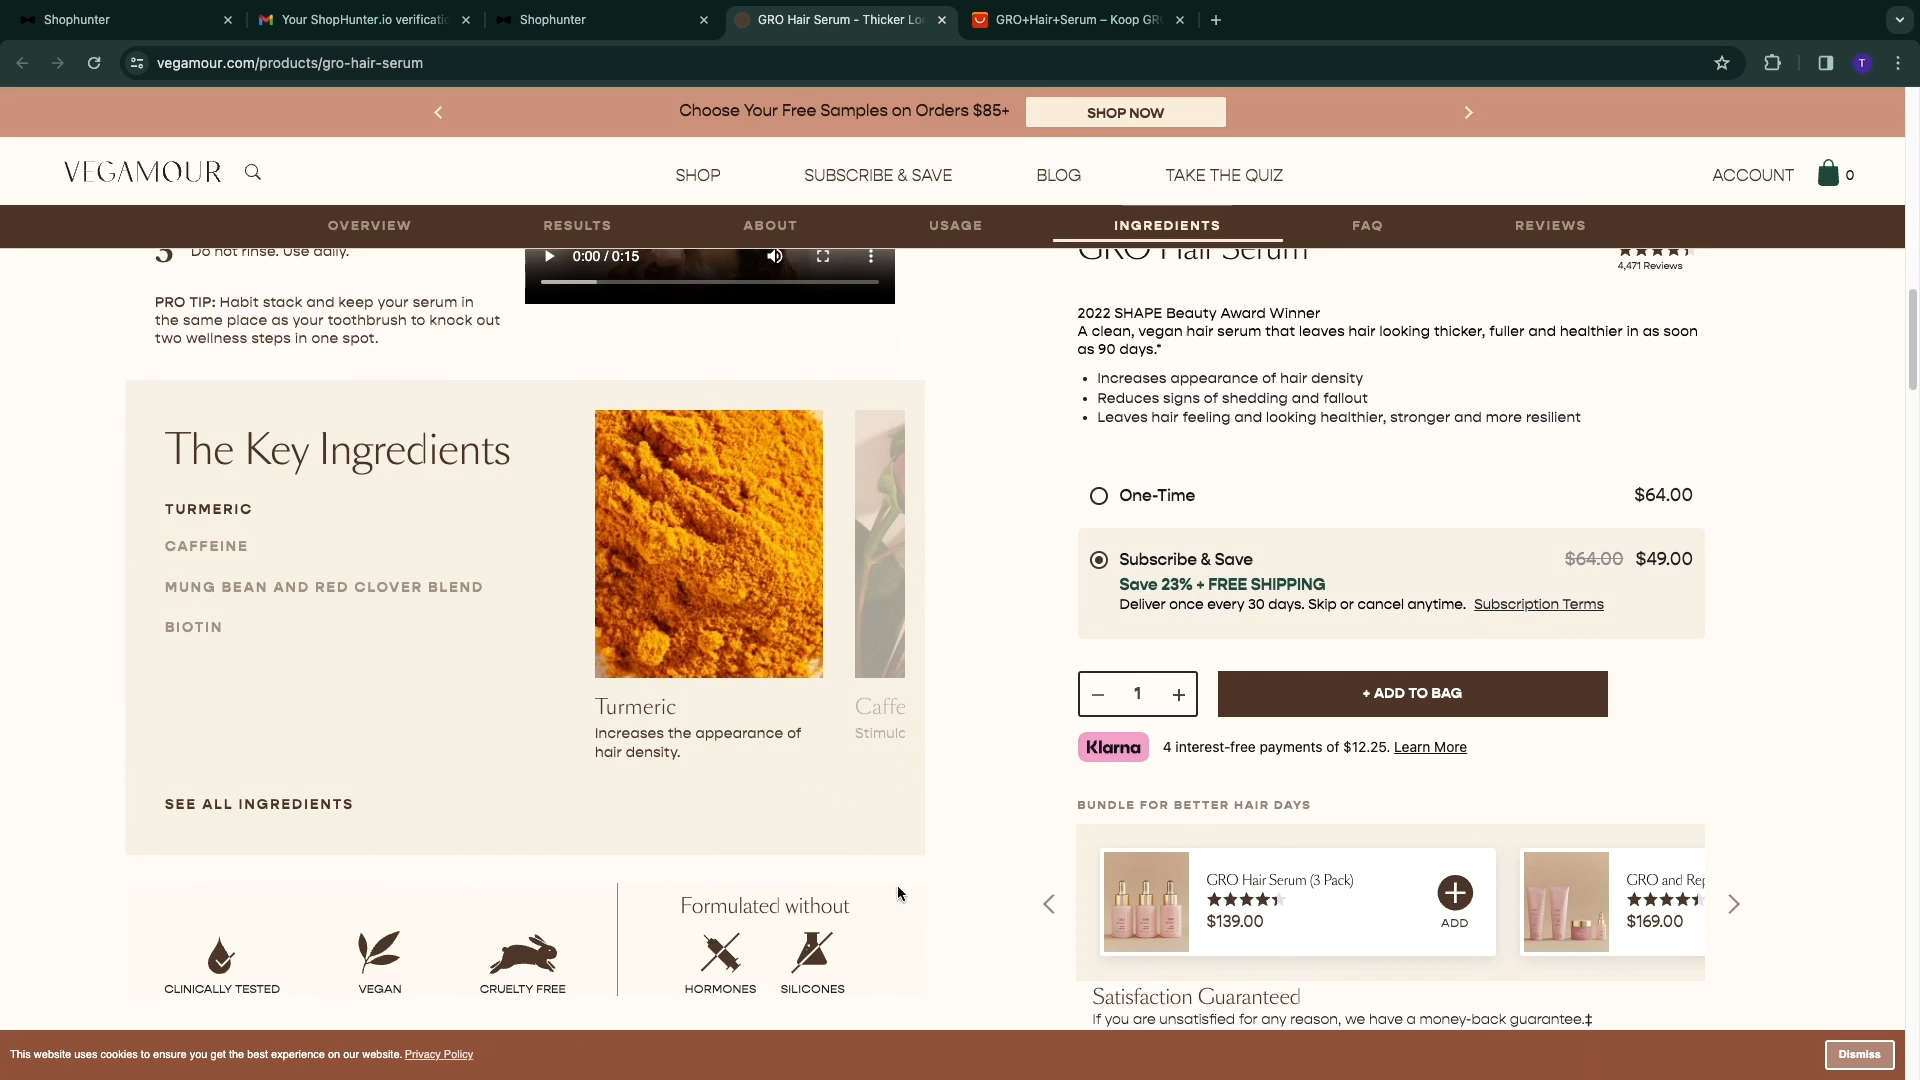 Shophunter
Your ShopHunter.io verificatio
Shophunter
GRO Hair Serum - Thicker Loo
GRO+Hair+Serum – Koop GR
vegamour.com/products/gro-hair-serum
T
Choose Your Free Samples on Orders $85+
SHOP NOW
VEGAMOUR
SHOP
SUBSCRIBE & SAVE
BLOG
TAKE THE QUIZ
ACCOUNT
0
OVERVIEW
RESULTS
ABOUT
USAGE
INGREDIENTS
FAQ
REVIEWS
3
Do not rinse. Use daily.
0:00 / 0:15
PRO TIP: Habit stack and keep your serum in
the same place as your toothbrush to knock out
two wellness steps in one spot.
GRO Hair Serum
4,471 Reviews
2022 SHAPE Beauty Award Winner
A clean, vegan hair serum that leaves hair looking thicker, fuller and healthier in as soon
as 90 days.*
• Increases appearance of hair density
• Reduces signs of shedding and fallout
• Leaves hair feeling and looking healthier, stronger and more resilient
The Key Ingredients
TURMERIC
CAFFEINE
MUNG BEAN AND RED CLOVER BLEND
BIOTIN
Turmeric
Increases the appearance of
hair density.
Caffe
Stimula
SEE ALL INGREDIENTS
One-Time
$64.00
Subscribe & Save
$64.00 $49.00
Save 23% + FREE SHIPPING
Deliver once every 30 days. Skip or cancel anytime. Subscription Terms
− 1 +
+ ADD TO BAG
Klarna
4 interest-free payments of $12.25. Learn More
BUNDLE FOR BETTER HAIR DAYS
GRO Hair Serum (3 Pack)
$139.00
ADD
GRO and Rep
$169.00
Satisfaction Guaranteed
If you are unsatisfied for any reason, we have a money-back guarantee.‡
CLINICALLY TESTED
VEGAN
CRUELTY FREE
Formulated without
HORMONES
SILICONES
This website uses cookies to ensure you get the best experience on our website. Privacy Policy
Dismiss